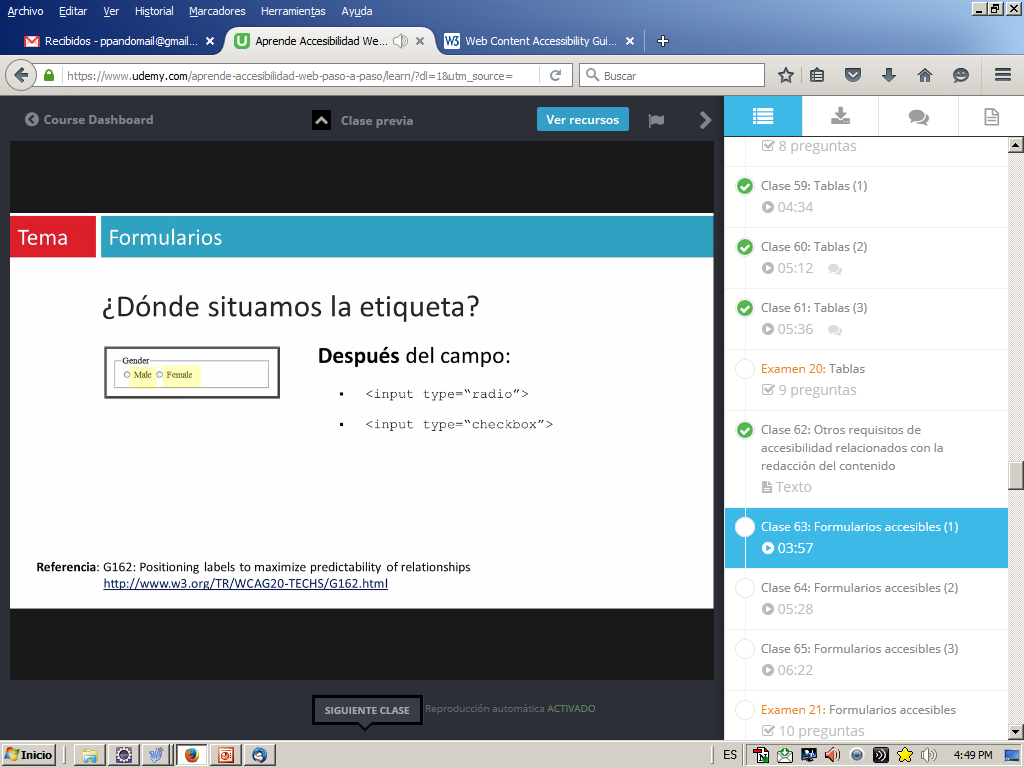 Archivo Editar Ver Historial Marcadores Herramientas Ayuda
Recibidos - ppandomail@gmail... Aprende Accesibilidad We... W3 Web Content Accessibility Gui...
https://www.udemy.com/aprende-accesibilidad-web-paso-a-paso/learn/?dl=1&utm_source= Buscar
Course Dashboard Clase previa Ver recursos
Tema Formularios
¿Dónde situamos la etiqueta?
Gender
Male Female
Después del campo:
▪ <input type=“radio”>
▪ <input type=“checkbox”>
Referencia: G162: Positioning labels to maximize predictability of relationships
http://www.w3.org/TR/WCAG20-TECHS/G162.html
SIGUIENTE CLASE Reproducción automática ACTIVADO
8 preguntas
Clase 59: Tablas (1)
04:34
Clase 60: Tablas (2)
05:12
Clase 61: Tablas (3)
05:36
Examen 20: Tablas
9 preguntas
Clase 62: Otros requisitos de
accesibilidad relacionados con la
redacción del contenido
Texto
Clase 63: Formularios accesibles (1)
03:57
Clase 64: Formularios accesibles (2)
05:28
Clase 65: Formularios accesibles (3)
06:22
Examen 21: Formularios accesibles
10 preguntas
Inicio ES 4:49 PM